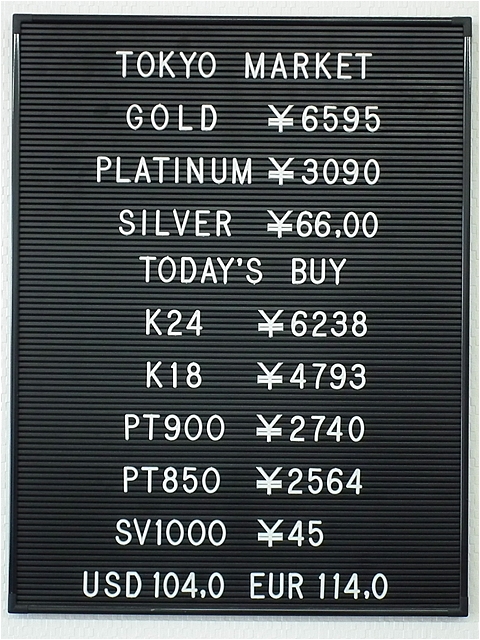 TOKYO MARKET
GOLD ¥6595
PLATINUM ¥3090
SILVER ¥66,00
TODAY'S BUY
K24 ¥6238
K18 ¥4793
PT900 ¥2740
PT850 ¥2564
SV1000 ¥45
USD 104,0 EUR 114,0